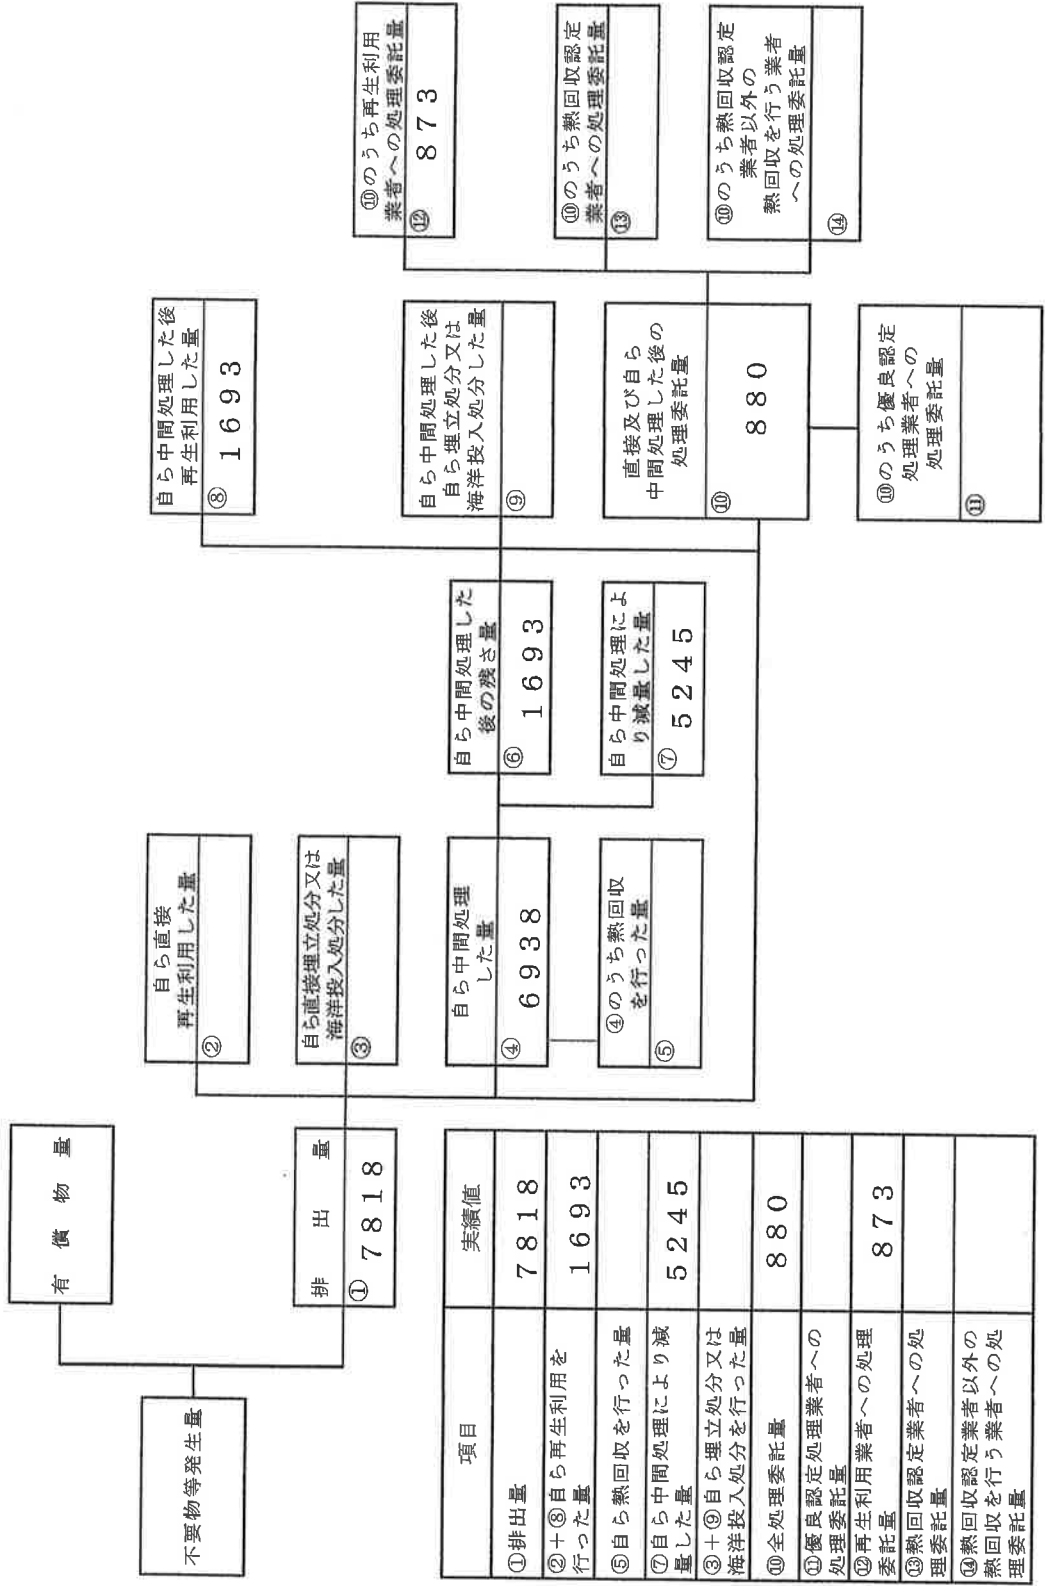 有償物量
不要物等発生量
排出量
① 7818
自ら直接
再生利用した量
②
自ら直接埋立処分又は
海洋投入処分した量
③
自ら中間処理
した量
④ 6938
④のうち熱回収
を行った量
⑤
自ら中間処理した
後の残さ量
⑥ 1693
自ら中間処理によ
り減量した量
⑦ 5245
自ら中間処理した後
再生利用した量
⑧ 1693
自ら中間処理した後
自ら埋立処分又は
海洋投入処分した量
⑨
直接及び自ら
中間処理した後の
処理委託量
⑩ 880
⑩のうち優良認定
処理業者への
処理委託量
⑪
⑩のうち再生利用
業者への処理委託量
⑫ 873
⑩のうち熱回収認定
業者への処理委託量
⑬
⑩のうち熱回収認定
業者以外の
熱回収を行う業者
への処理委託量
⑭
項目 実績値
①排出量 7818
②+⑧自ら再生利用を
行った量 1693
⑤自ら熱回収を行った量
⑦自ら中間処理により減
量した量 5245
③+⑨自ら埋立処分又は
海洋投入処分を行った量
⑩全処理委託量 880
⑪優良認定処理業者への
処理委託量
⑫再生利用業者への処理
委託量 873
⑬熱回収認定業者への処
理委託量
⑭熱回収認定業者以外の
熱回収を行う業者への処
理委託量